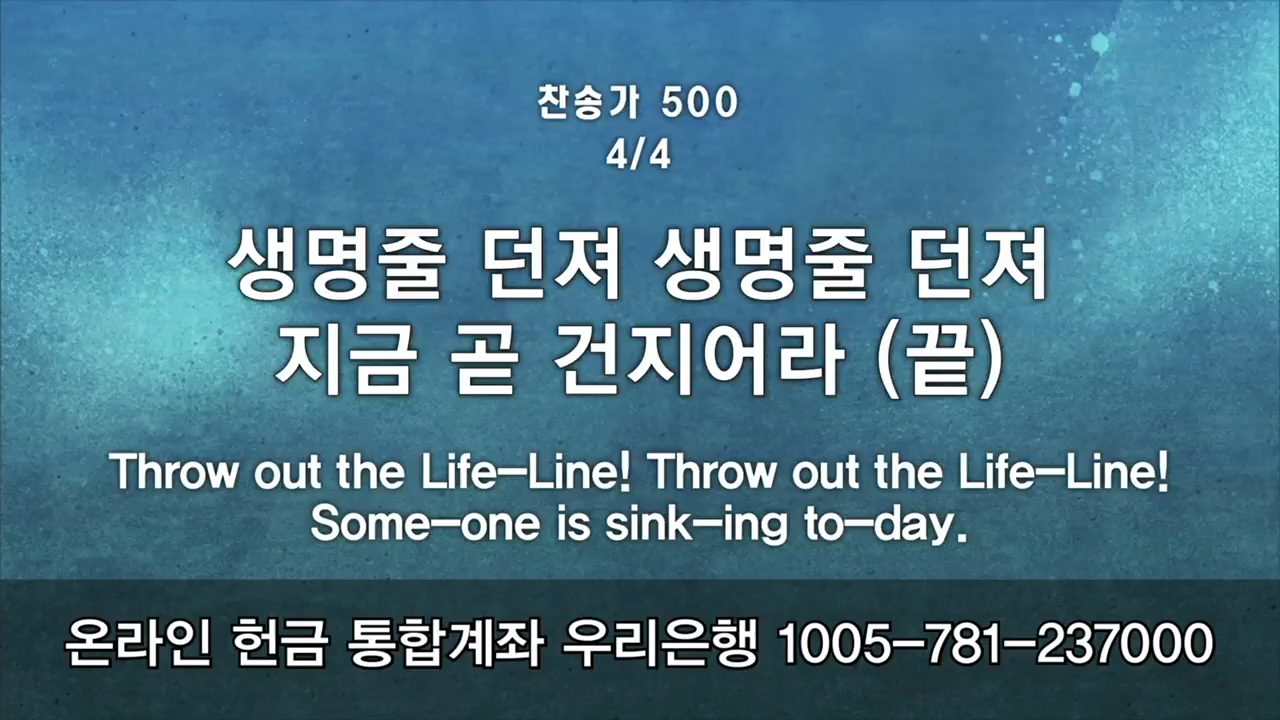 찬송가 500
4/4
생명줄 던져 생명줄 던져
지금 곧 건지어라 (끝)
Throw out the Life-Line! Throw out the Life-Line!
Some-one is sink-ing to-day.
온라인 헌금 통합계좌 우리은행 1005-781-237000